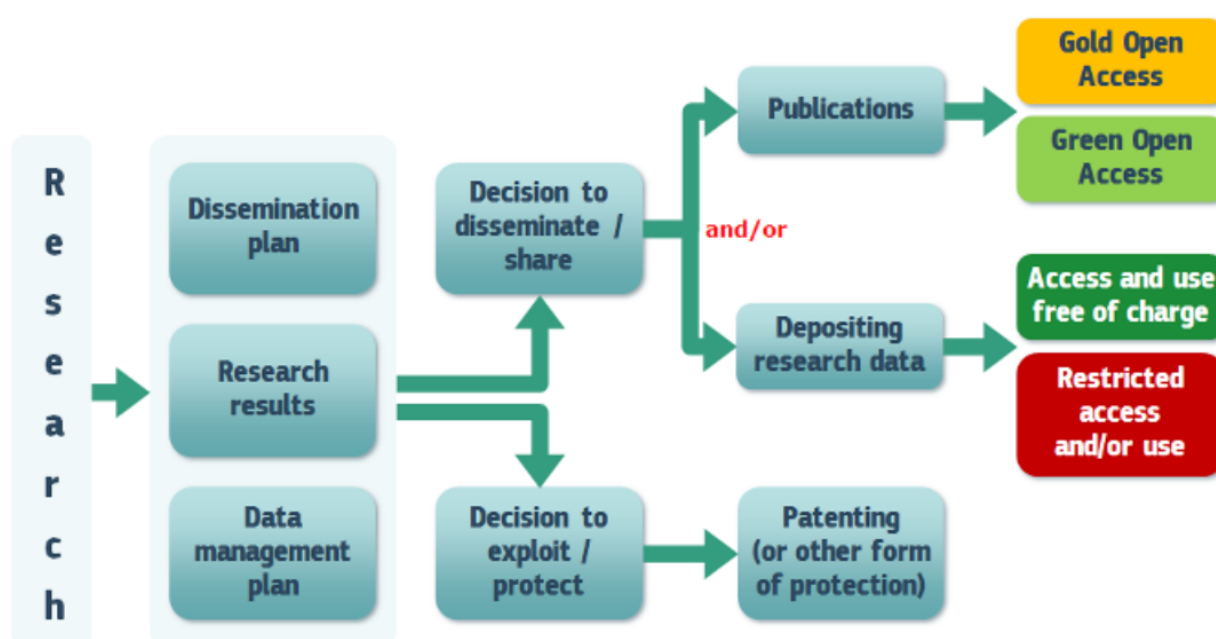 Research
Dissemination
plan
Research
results
Data
management
plan
Decision to
disseminate /
share
Decision to
exploit /
protect
and/or
Publications
Depositing
research data
Patenting
(or other form
of protection)
Gold Open
Access
Green Open
Access
Access and use
free of charge
Restricted
access
and/or use